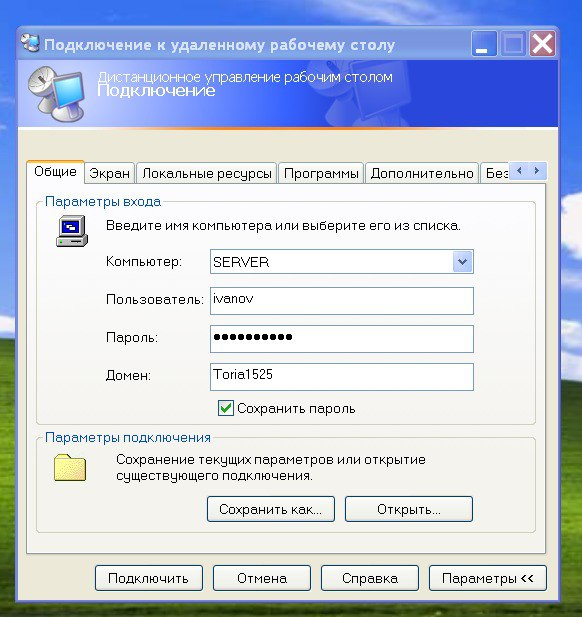 Подключение к удаленному рабочему столу
Дистанционное управление рабочим столом
Подключение
Общие Экран Локальные ресурсы Программы Дополнительно Без
Параметры входа
Введите имя компьютера или выберите его из списка.
Компьютер: SERVER
Пользователь: ivanov
Пароль: ●●●●●●●●●●
Домен: Toria1525
Сохранить пароль
Параметры подключения
Сохранение текущих параметров или открытие
существующего подключения.
Сохранить как... Открыть...
Подключить Отмена Справка Параметры <<